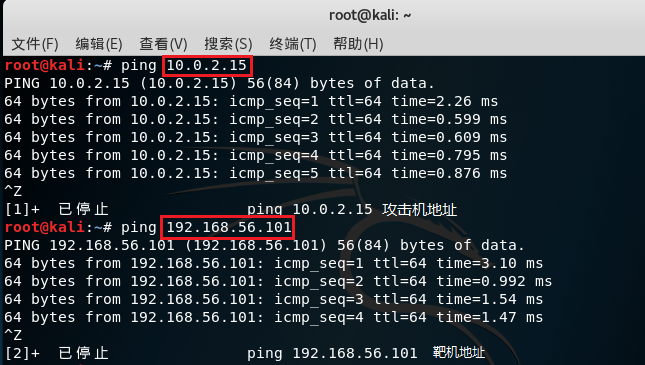 root@kali: ~
文件(F) 编辑(E) 查看(V) 搜索(S) 终端(T) 帮助(H)
root@kali:~# ping 10.0.2.15
PING 10.0.2.15 (10.0.2.15) 56(84) bytes of data.
64 bytes from 10.0.2.15: icmp_seq=1 ttl=64 time=2.26 ms
64 bytes from 10.0.2.15: icmp_seq=2 ttl=64 time=0.599 ms
64 bytes from 10.0.2.15: icmp_seq=3 ttl=64 time=0.609 ms
64 bytes from 10.0.2.15: icmp_seq=4 ttl=64 time=0.795 ms
64 bytes from 10.0.2.15: icmp_seq=5 ttl=64 time=0.876 ms
^Z
[1]+ 已停止 ping 10.0.2.15 攻击机地址
root@kali:~# ping 192.168.56.101
PING 192.168.56.101 (192.168.56.101) 56(84) bytes of data.
64 bytes from 192.168.56.101: icmp_seq=1 ttl=64 time=3.10 ms
64 bytes from 192.168.56.101: icmp_seq=2 ttl=64 time=0.992 ms
64 bytes from 192.168.56.101: icmp_seq=3 ttl=64 time=1.54 ms
64 bytes from 192.168.56.101: icmp_seq=4 ttl=64 time=1.47 ms
^Z
[2]+ 已停止 ping 192.168.56.101 靶机地址